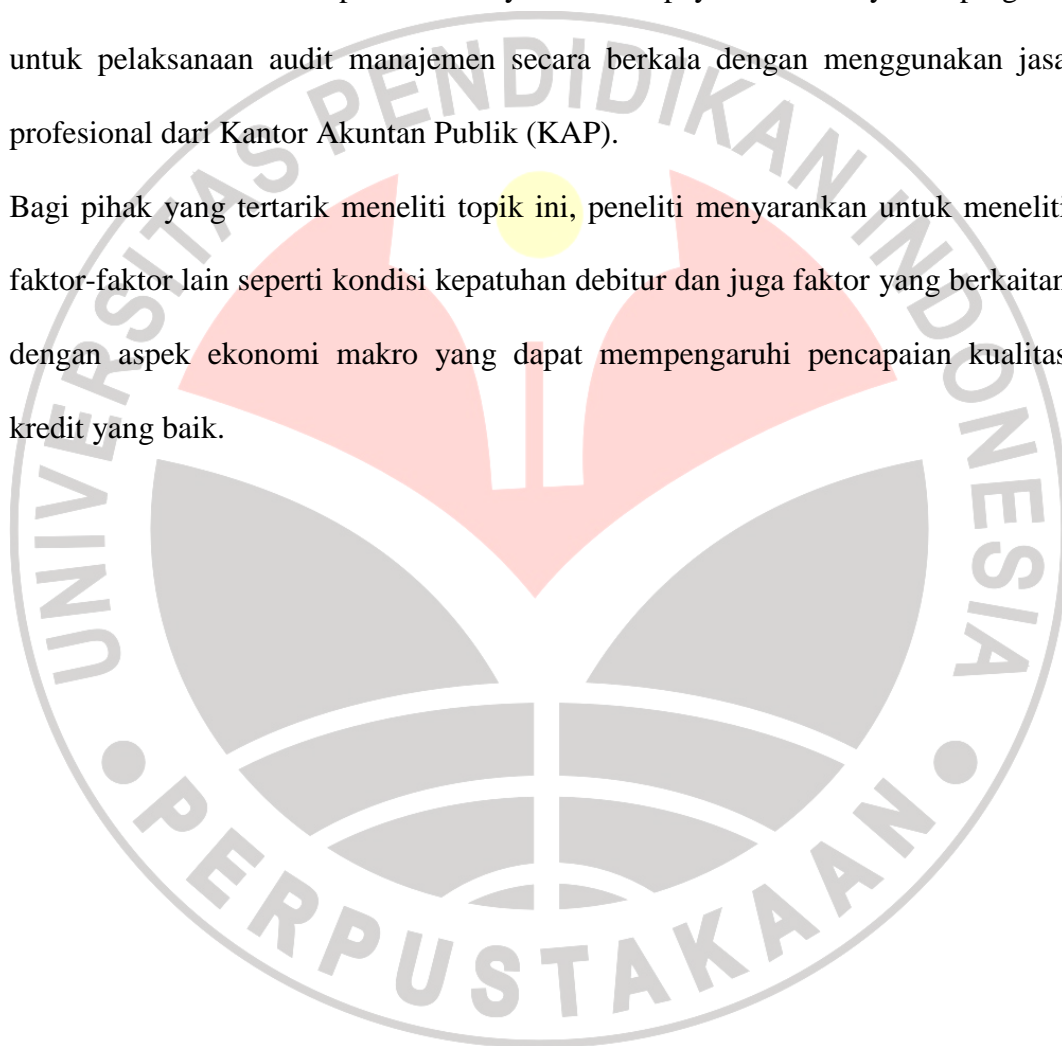 untuk pelaksanaan audit manajemen secara berkala dengan menggunakan jasa
profesional dari Kantor Akuntan Publik (KAP).
Bagi pihak yang tertarik meneliti topik ini, peneliti menyarankan untuk meneliti
faktor-faktor lain seperti kondisi kepatuhan debitur dan juga faktor yang berkaitan
dengan aspek ekonomi makro yang dapat mempengaruhi pencapaian kualitas
kredit yang baik.
UNIVERSITAS PENDIDIKAN INDONESIA
PERPUSTAKAAN